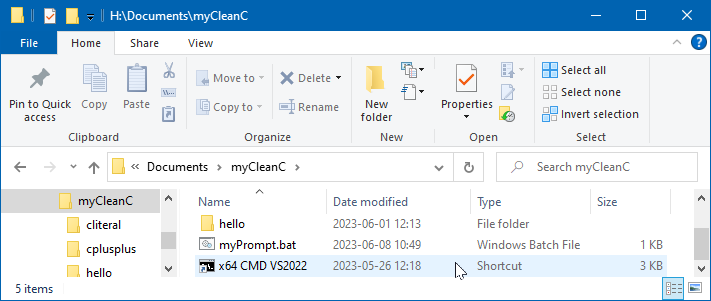 H:\Documents\myCleanC
File Home Share View
Pin to Quick access
Copy
Paste
Clipboard
Move to
Copy to
Delete
Rename
Organize
New folder
New
Properties
Open
Select all
Select none
Invert selection
Select
Documents myCleanC
Search myCleanC
myCleanC
cliteral
cplusplus
hello
Name Date modified Type Size
hello 2023-06-01 12:13 File folder
myPrompt.bat 2023-06-08 10:49 Windows Batch File 1 KB
x64 CMD VS2022 2023-05-26 12:18 Shortcut 3 KB
5 items